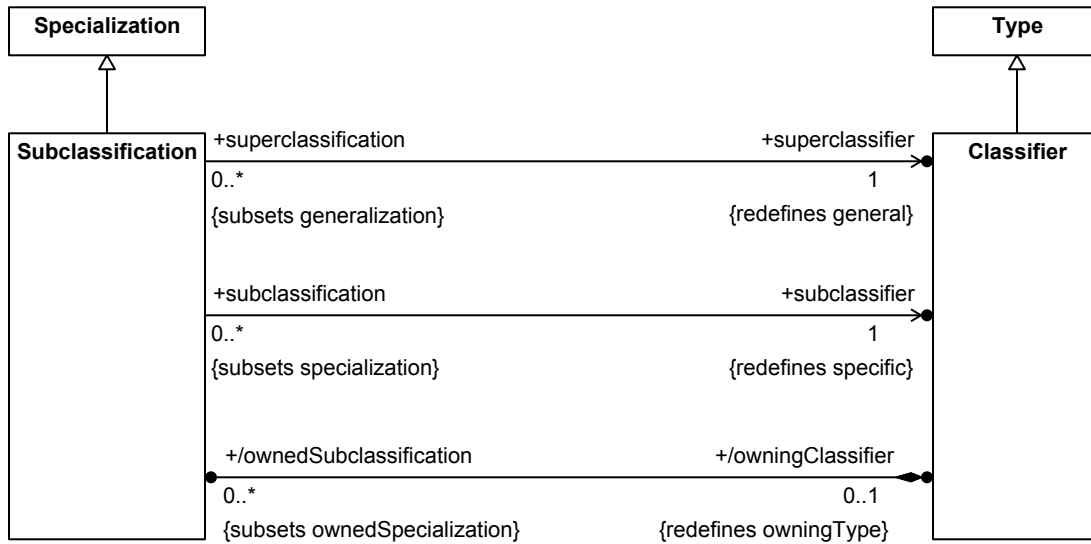 Specialization
Type
Subclassification
Classifier
+superclassification
+superclassifier
0..*
1
{subsets generalization}
{redefines general}
+subclassification
+subclassifier
0..*
1
{subsets specialization}
{redefines specific}
+/ownedSubclassification
+/owningClassifier
0..*
0..1
{subsets ownedSpecialization}
{redefines owningType}